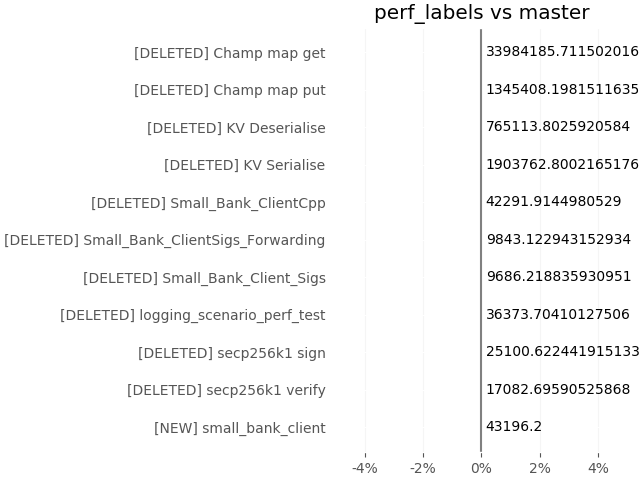 perf_labels vs master
[DELETED] Champ map get 33984185.711502016
[DELETED] Champ map put 1345408.1981511635
[DELETED] KV Deserialise 765113.8025920584
[DELETED] KV Serialise 1903762.8002165176
[DELETED] Small_Bank_ClientCpp 42291.9144980529
[DELETED] Small_Bank_ClientSigs_Forwarding 9843.122943152934
[DELETED] Small_Bank_Client_Sigs 9686.218835930951
[DELETED] logging_scenario_perf_test 36373.70410127506
[DELETED] secp256k1 sign 25100.622441915133
[DELETED] secp256k1 verify 17082.69590525868
[NEW] small_bank_client 43196.2
-4% -2% 0% 2% 4%